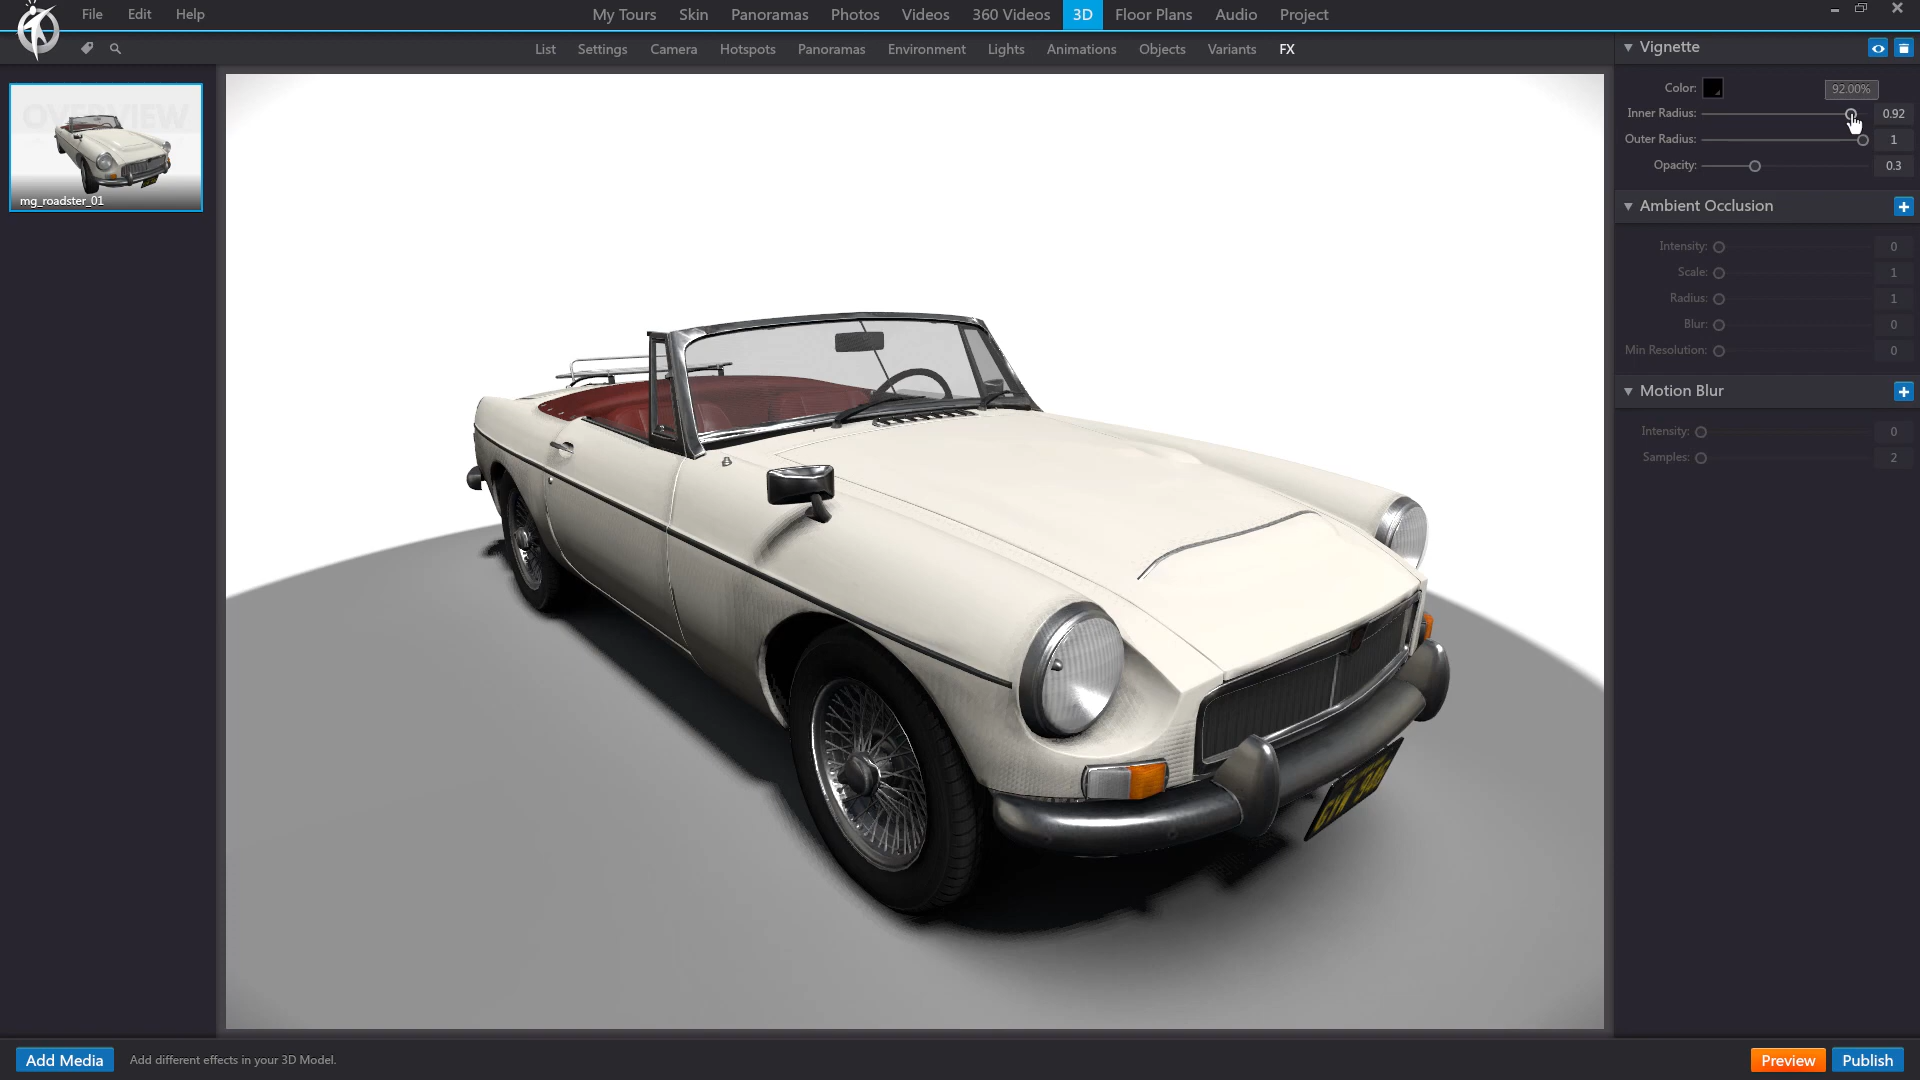 File Edit Help
My Tours Skin Panoramas Photos Videos 360 Videos 3D Floor Plans Audio Project
List Settings Camera Hotspots Panoramas Environment Lights Animations Objects Variants FX
OVERVIEW
mg_roadster_01
Vignette
Color:
92.00%
Inner Radius: 0.92
Outer Radius: 1
Opacity: 0.3
Ambient Occlusion
Intensity: 0
Scale: 1
Radius: 1
Blur: 0
Min Resolution: 0
Motion Blur
Intensity: 0
Samples: 2
Add Media Add different effects in your 3D Model.
Preview Publish